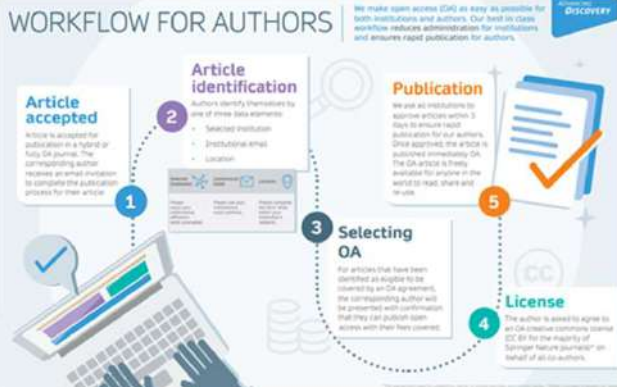 WORKFLOW FOR AUTHORS
We make open access (OA) as easy as possible for
both institutions and authors. Our best in class
workflow reduces administration for institutions
and ensures rapid publication for authors.
ADVANCING
DISCOVERY
Article
accepted
Article is accepted for
publication in a hybrid or
fully OA journal. The
corresponding author
receives an email invitation
to complete the publication
process for their article.
1
2
Article
identification
Authors identify themselves by
one of three data elements:
• Selected institution
• Institutional email
• Location
3
Selecting
OA
For articles that have been
identified as eligible to be
covered by an OA agreement,
the corresponding author will
be presented with confirmation
that they can publish open
access with their fees covered.
4
License
The author is asked to agree to
an OA creative commons license
(CC BY for the majority of
Springer Nature journals)* on
behalf of all co-authors.
CC
5
Publication
We ask all institutions to
approve articles within 3
days to ensure rapid
publication for our authors.
Once approved, the article is
published immediately OA.
The OA article is freely
available for anyone in the
world to read, share and
re-use.